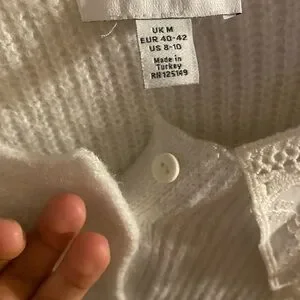 UK M
EUR 40-42
US 8-10
Made in
Turkey
RN 125149